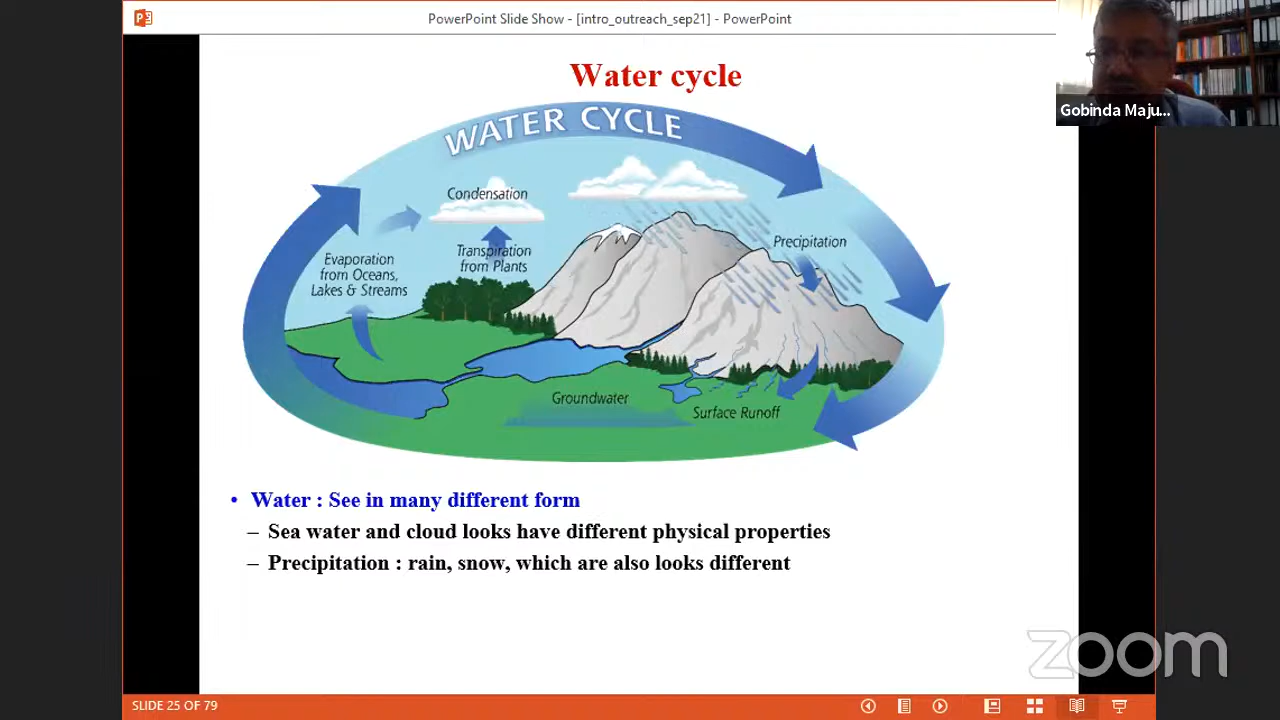 PowerPoint Slide Show - [intro_outreach_sep21] - PowerPoint
Gobinda Maju...
Water cycle
WATER CYCLE
Condensation
Precipitation
Transpiration
from Plants
Evaporation
from Oceans,
Lakes & Streams
Groundwater
Surface Runoff
• Water : See in many different form
– Sea water and cloud looks have different physical properties
– Precipitation : rain, snow, which are also looks different
zoom
SLIDE 25 OF 79